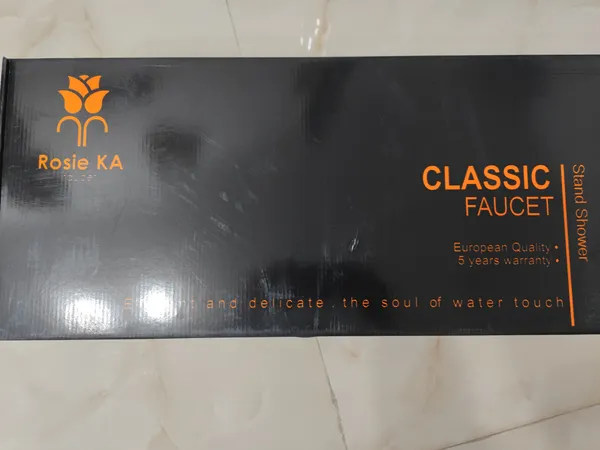 Rosie KA
CLASSIC
FAUCET
European Quality •
5 years warranty •
Stand Shower
and delicate . the soul of water touch